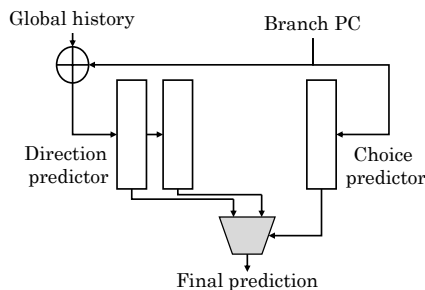 Global history
Branch PC
Direction
predictor
Choice
predictor
Final prediction